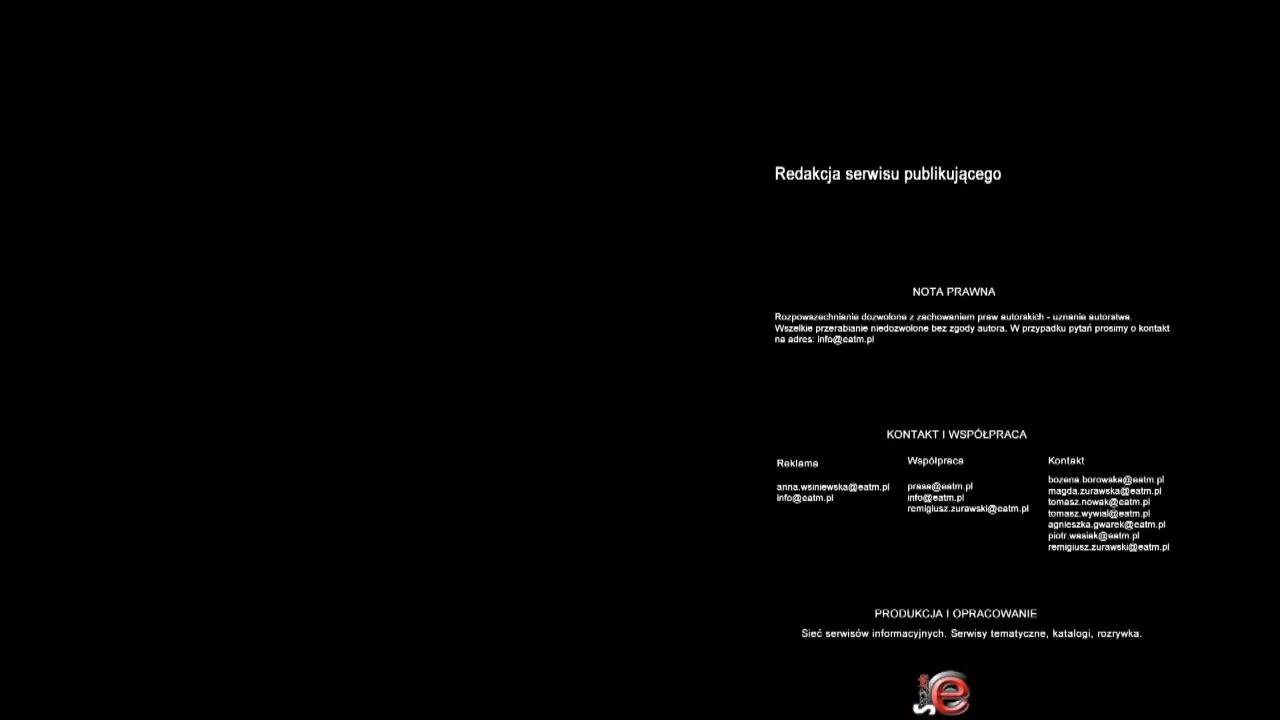 Redakcja serwisu publikującego
NOTA PRAWNA
Rozpowszechnianie dozwolone z zachowaniem praw autorskich - uznanie autorstwa.
Wszelkie przerabianie niedozwolone bez zgody autora. W przypadku pytań prosimy o kontakt
na adres: info@eatm.pl
KONTAKT I WSPÓŁPRACA
Reklama
anna.wsiniewska@eatm.pl
info@eatm.pl
Współpraca
prasa@eatm.pl
info@eatm.pl
remigiusz.zurawski@eatm.pl
Kontakt
bozena.borowska@eatm.pl
magda.zurawska@eatm.pl
tomasz.nowak@eatm.pl
tomasz.wywial@eatm.pl
agnieszka.gwarek@eatm.pl
piotr.wasiak@eatm.pl
remigiusz.zurawski@eatm.pl
PRODUKCJA I OPRACOWANIE
Sieć serwisów informacyjnych. Serwisy tematyczne, katalogi, rozrywka.
e